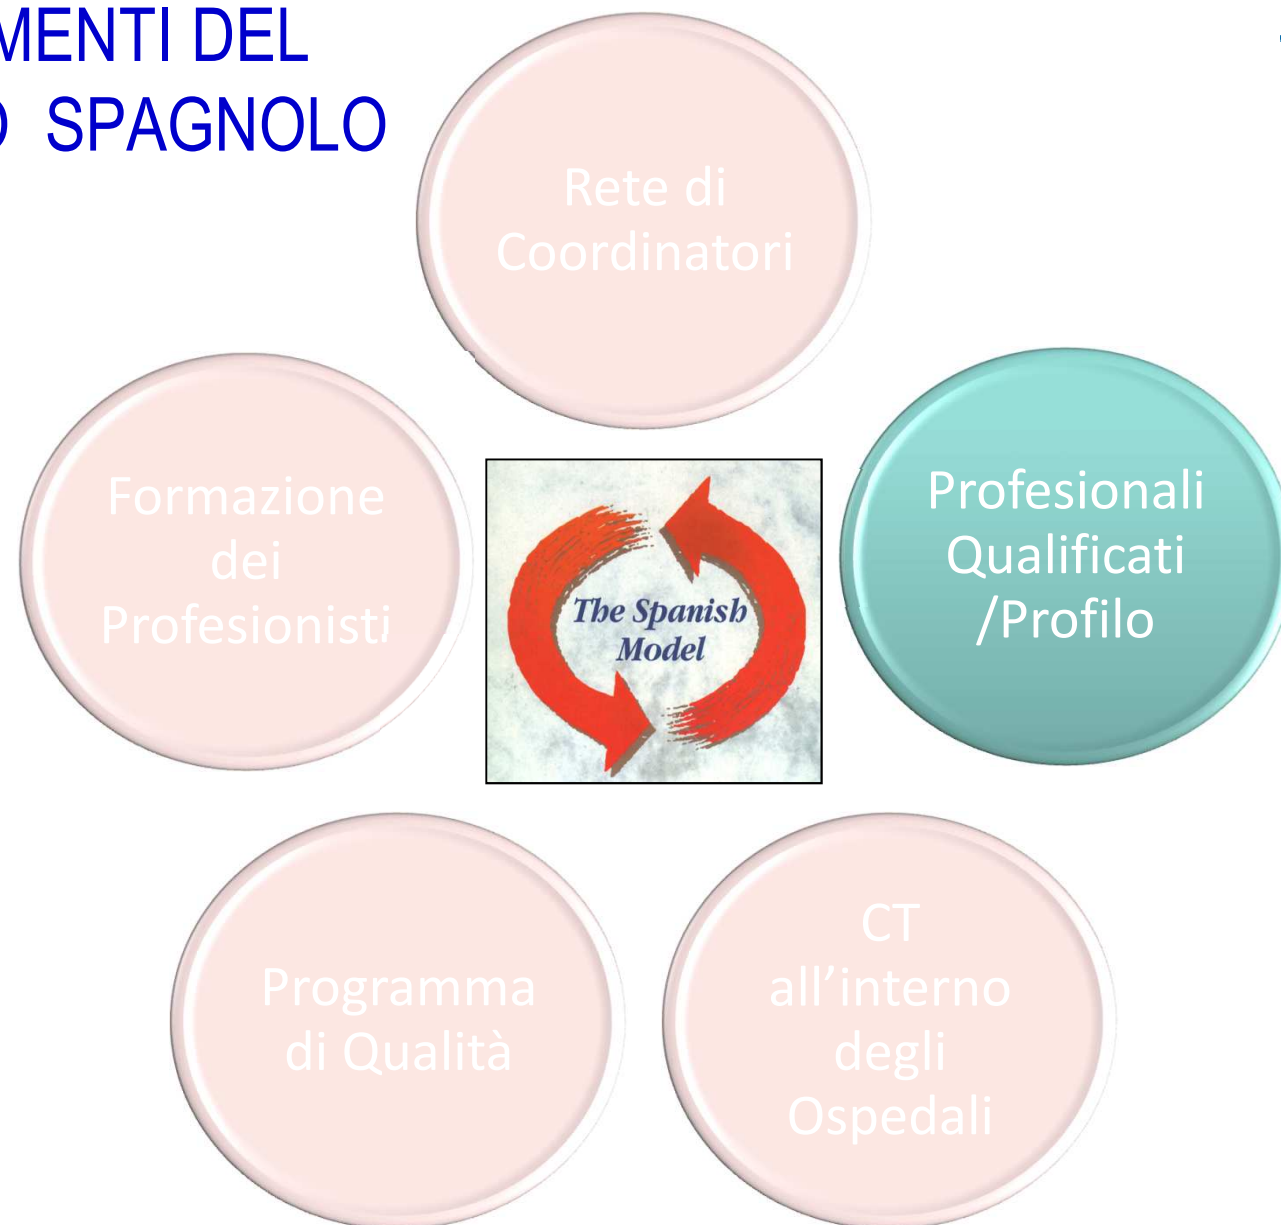 MENTI DEL
SPAGNOLO
Rete di
Coordinatori
Formazione
dei
Profesionisti
The Spanish
Model
Profesionali
Qualificati
/Profilo
Programma
di Qualità
CT
all’interno
degli
Ospedali